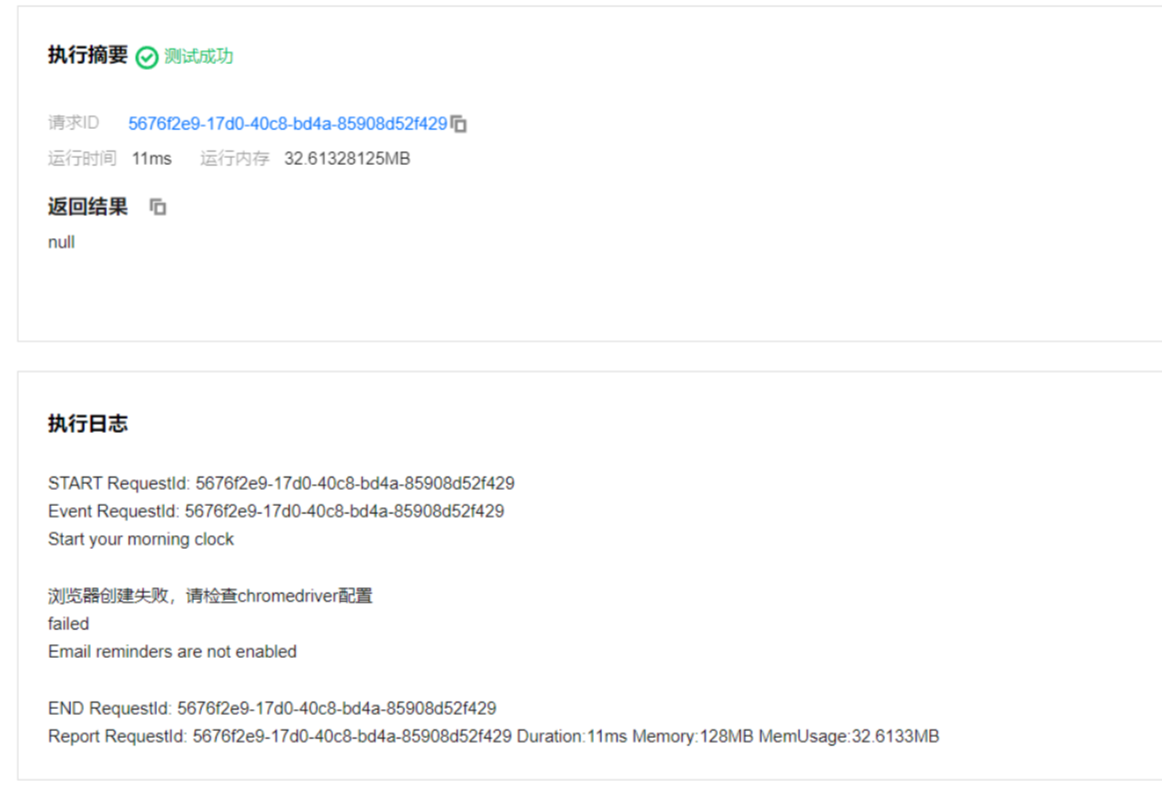 执行摘要 测试成功
请求ID 5676f2e9-17d0-40c8-bd4a-85908d52f429
运行时间 11ms 运行内存 32.61328125MB
返回结果
null
执行日志
START RequestId: 5676f2e9-17d0-40c8-bd4a-85908d52f429
Event RequestId: 5676f2e9-17d0-40c8-bd4a-85908d52f429
Start your morning clock
浏览器创建失败，请检查chromedriver配置
failed
Email reminders are not enabled
END RequestId: 5676f2e9-17d0-40c8-bd4a-85908d52f429
Report RequestId: 5676f2e9-17d0-40c8-bd4a-85908d52f429 Duration:11ms Memory:128MB MemUsage:32.6133MB